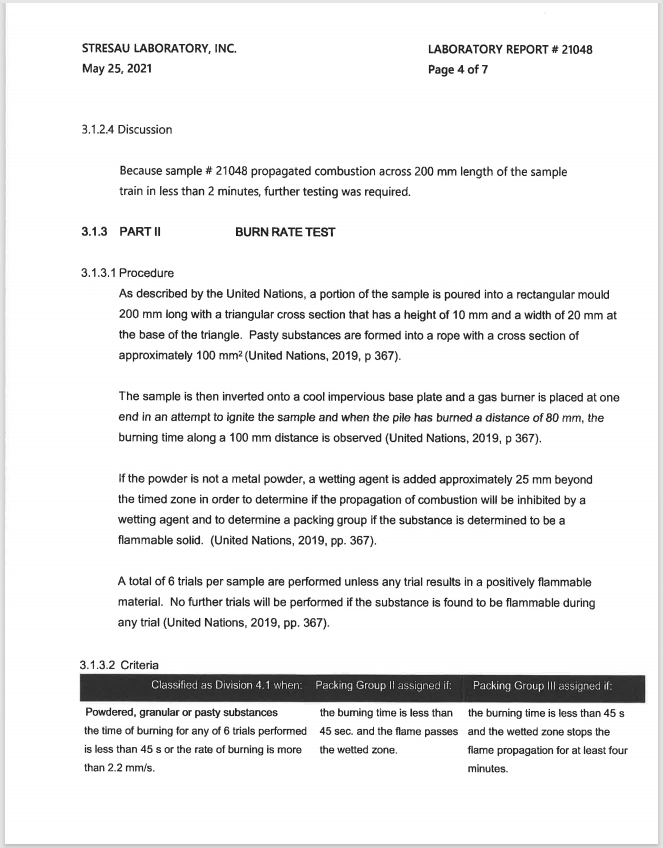 STRESAU LABORATORY, INC.
LABORATORY REPORT # 21048
May 25, 2021
Page 4 of 7
3.1.2.4 Discussion
Because sample # 21048 propagated combustion across 200 mm length of the sample
train in less than 2 minutes, further testing was required.
3.1.3 PART II BURN RATE TEST
3.1.3.1 Procedure
As described by the United Nations, a portion of the sample is poured into a rectangular mould
200 mm long with a triangular cross section that has a height of 10 mm and a width of 20 mm at
the base of the triangle. Pasty substances are formed into a rope with a cross section of
approximately 100 mm² (United Nations, 2019, p 367).
The sample is then inverted onto a cool impervious base plate and a gas burner is placed at one
end in an attempt to ignite the sample and when the pile has burned a distance of 80 mm, the
burning time along a 100 mm distance is observed (United Nations, 2019, p 367).
If the powder is not a metal powder, a wetting agent is added approximately 25 mm beyond
the timed zone in order to determine if the propagation of combustion will be inhibited by a
wetting agent and to determine a packing group if the substance is determined to be a
flammable solid. (United Nations, 2019, pp. 367).
A total of 6 trials per sample are performed unless any trial results in a positively flammable
material. No further trials will be performed if the substance is found to be flammable during
any trial (United Nations, 2019, pp. 367).
3.1.3.2 Criteria
Classified as Division 4.1 when:
Packing Group II assigned if:
Packing Group III assigned if:
Powdered, granular or pasty substances
the time of burning for any of 6 trials performed
is less than 45 s or the rate of burning is more
than 2.2 mm/s.
the burning time is less than
45 sec. and the flame passes
the wetted zone.
the burning time is less than 45 s
and the wetted zone stops the
flame propagation for at least four
minutes.